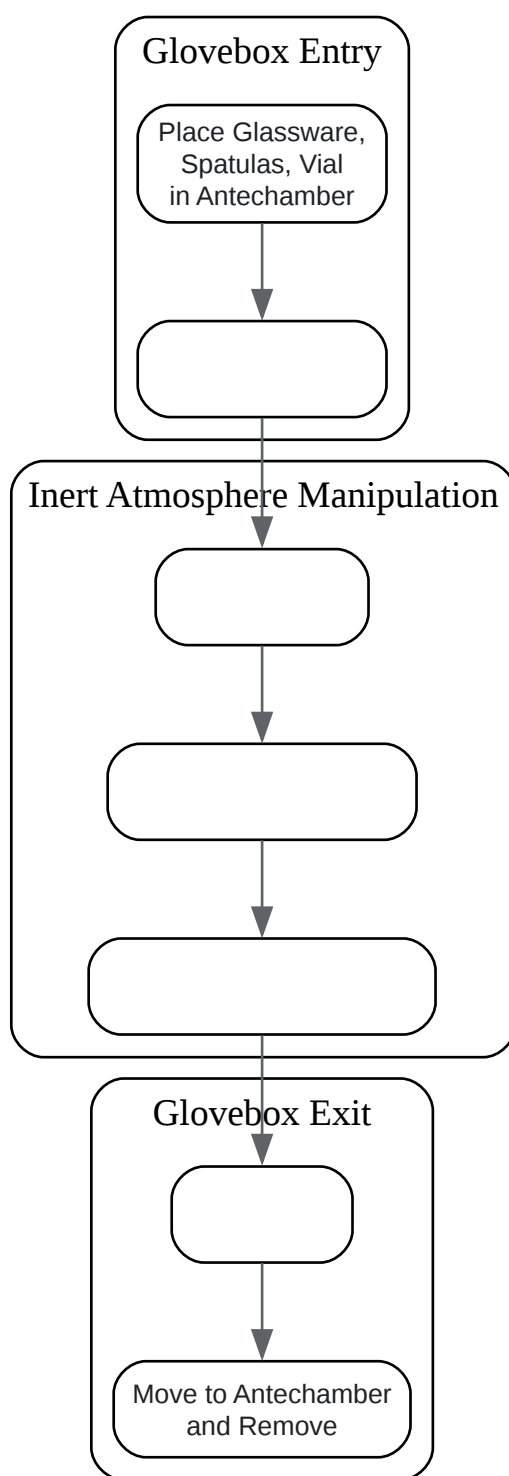 Glovebox Entry
Place Glassware,
Spatulas, Vial
in Antechamber
Inert Atmosphere Manipulation
Glovebox Exit
Move to Antechamber
and Remove